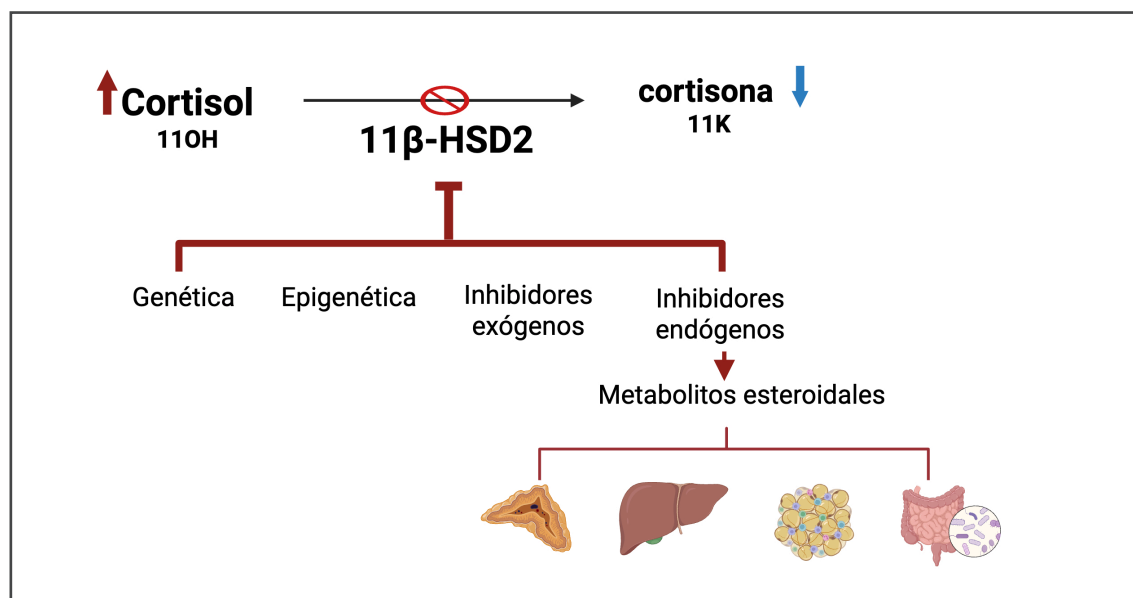 Cortisol
11OH
cortisona
11K
11β-HSD2
Genética
Epigenética
Inhibidores
exógenos
Inhibidores
endógenos
Metabolitos esteroidales